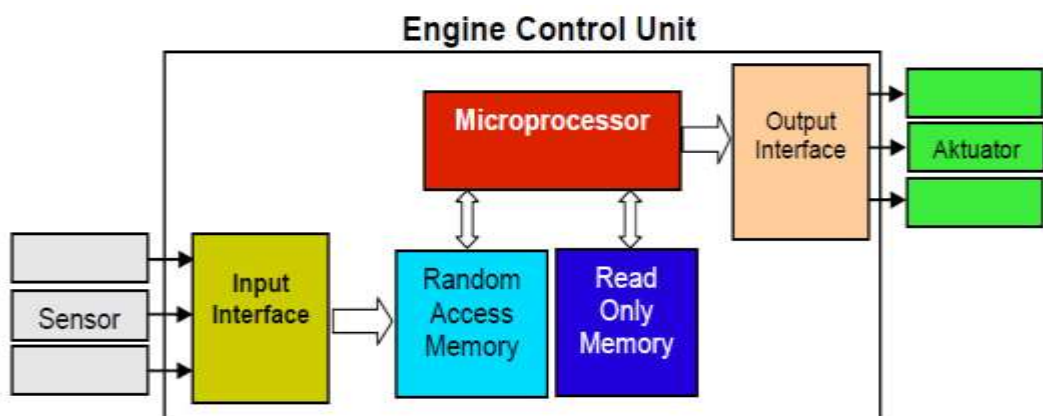 Engine Control Unit
Microprocessor
Output
Interface
Aktuator
Sensor
Input
Interface
Random
Access
Memory
Read
Only
Memory